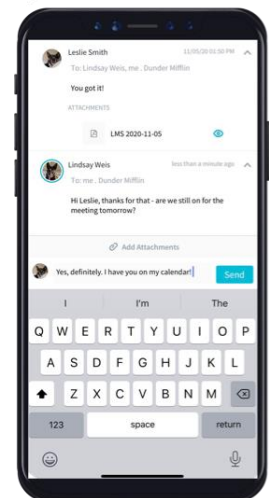 Leslie Smith 11/05/20 01:50 PM
To: Lindsay Weis, me . Dunder Mifflin
You got it!
ATTACHMENTS
LMS 2020-11-05
Lindsay Weis less than a minute ago
To: me . Dunder Mifflin
Hi Leslie, thanks for that - are we still on for the
meeting tomorrow?
Add Attachments
Yes, definitely. I have you on my calendar!
Send
I I'm The
Q W E R T Y U I O P
A S D F G H J K L
Z X C V B N M
123 space return